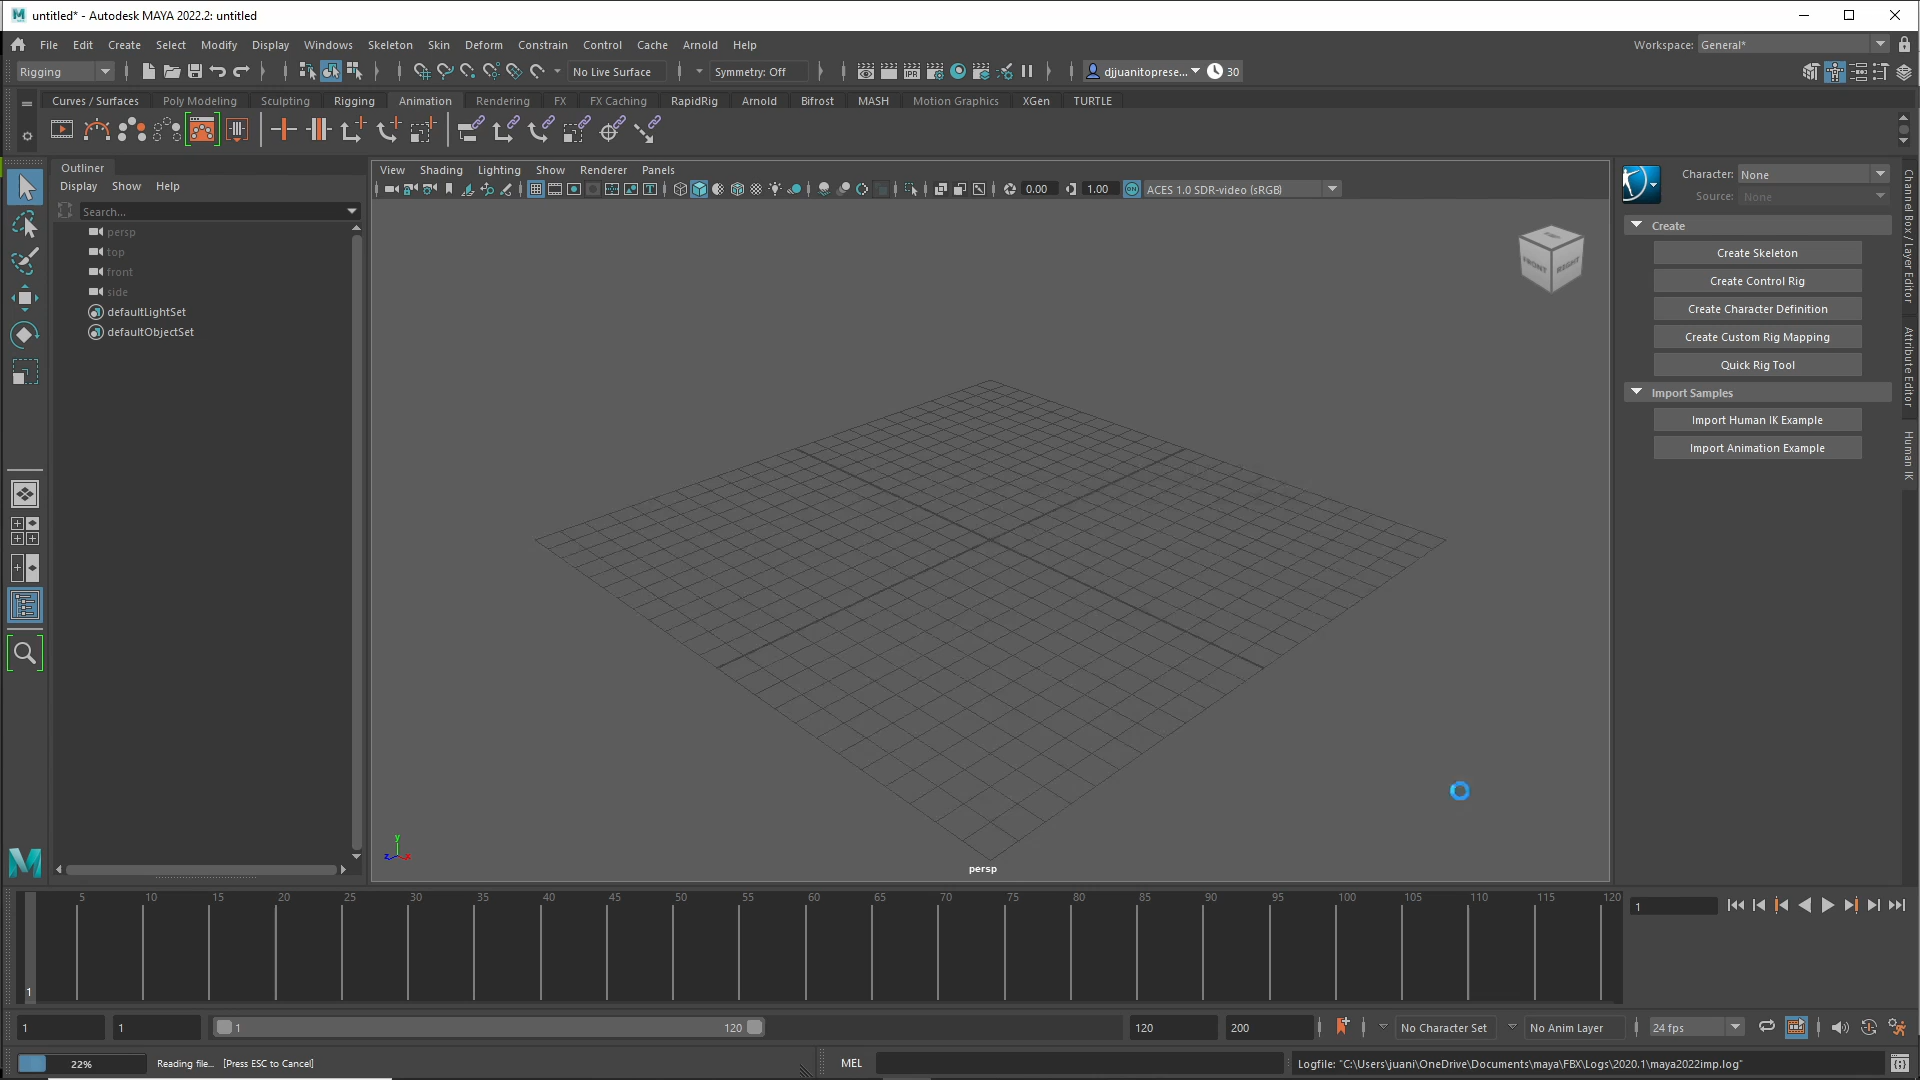 untitled* - Autodesk MAYA 2022.2: untitled
File Edit Create Select Modify Display Windows Skeleton Skin Deform Constrain Control Cache Arnold Help
Workspace: General*
Rigging No Live Surface Symmetry: Off djjuanitoprese... 30
Curves / Surfaces Poly Modeling Sculpting Rigging Animation Rendering FX FX Caching RapidRig Arnold Bifrost MASH Motion Graphics XGen TURTLE
IPR
Outliner
Display Show Help
Search...
persp
top
front
side
defaultLightSet
defaultObjectSet
View Shading Lighting Show Renderer Panels
0.00 1.00 ON ACES 1.0 SDR-video (sRGB)
FRONT RIGHT
y
z x
persp
Character: None
Source: None
Create
Create Skeleton
Create Control Rig
Create Character Definition
Create Custom Rig Mapping
Quick Rig Tool
Import Samples
Import Human IK Example
Import Animation Example
Channel Box / Layer Editor
Attribute Editor
Human IK
5 10 15 20 25 30 35 40 45 50 55 60 65 70 75 80 85 90 95 100 105 110 115 120
1
1
1 1 1 120 120 200 No Character Set No Anim Layer 24 fps
22% Reading file... [Press ESC to Cancel] MEL Logfile: "C:\Users\juani\OneDrive\Documents\maya\FBX\Logs\2020.1\maya2022imp.log"